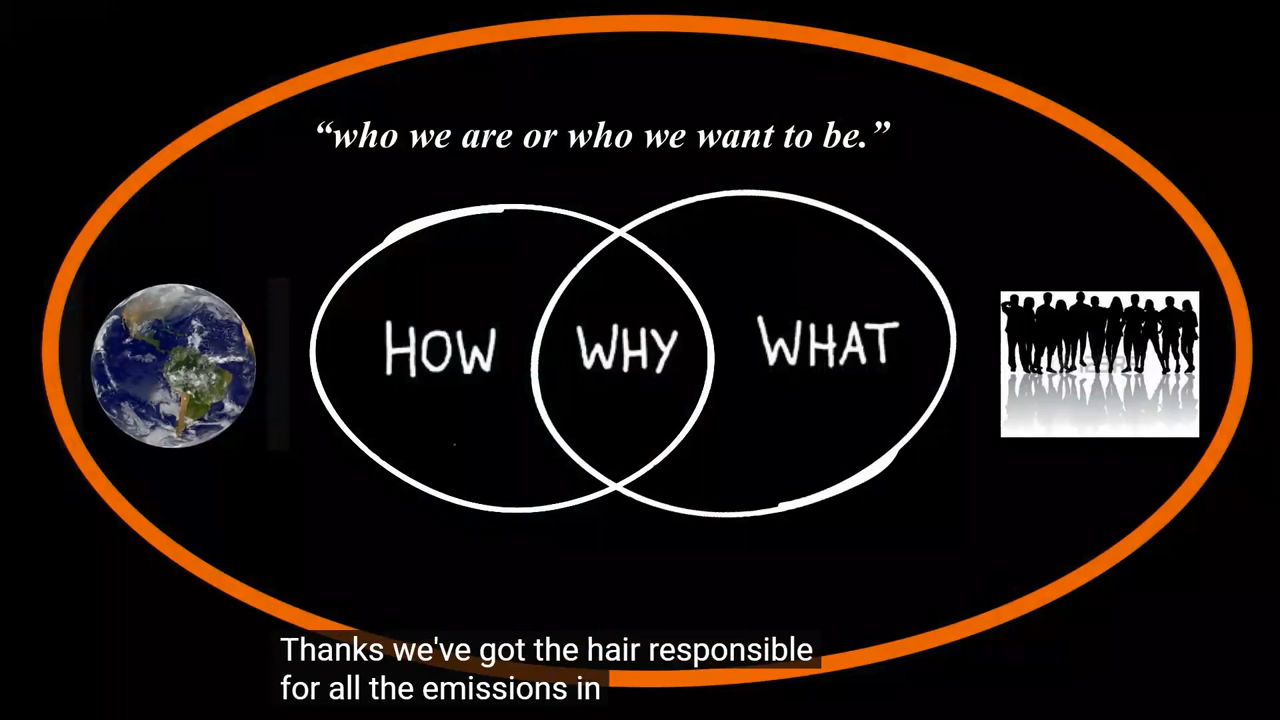 “who we are or who we want to be.”
HOW WHY WHAT
Thanks we've got the hair responsible
for all the emissions in